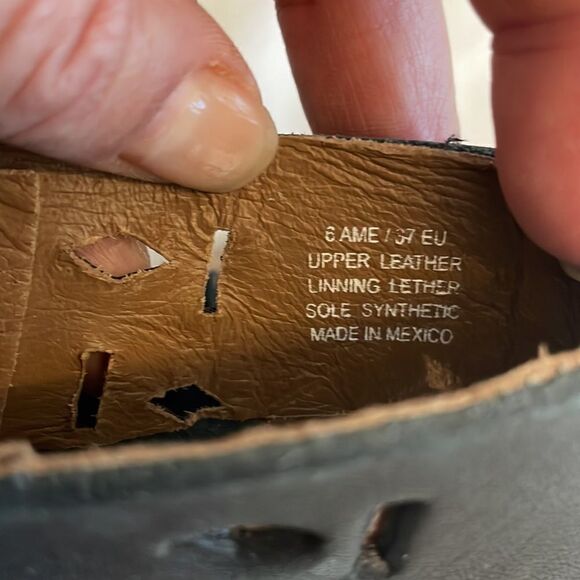 6 AME / 37 EU
UPPER LEATHER
LINNING LETHER
SOLE SYNTHETIC
MADE IN MEXICO